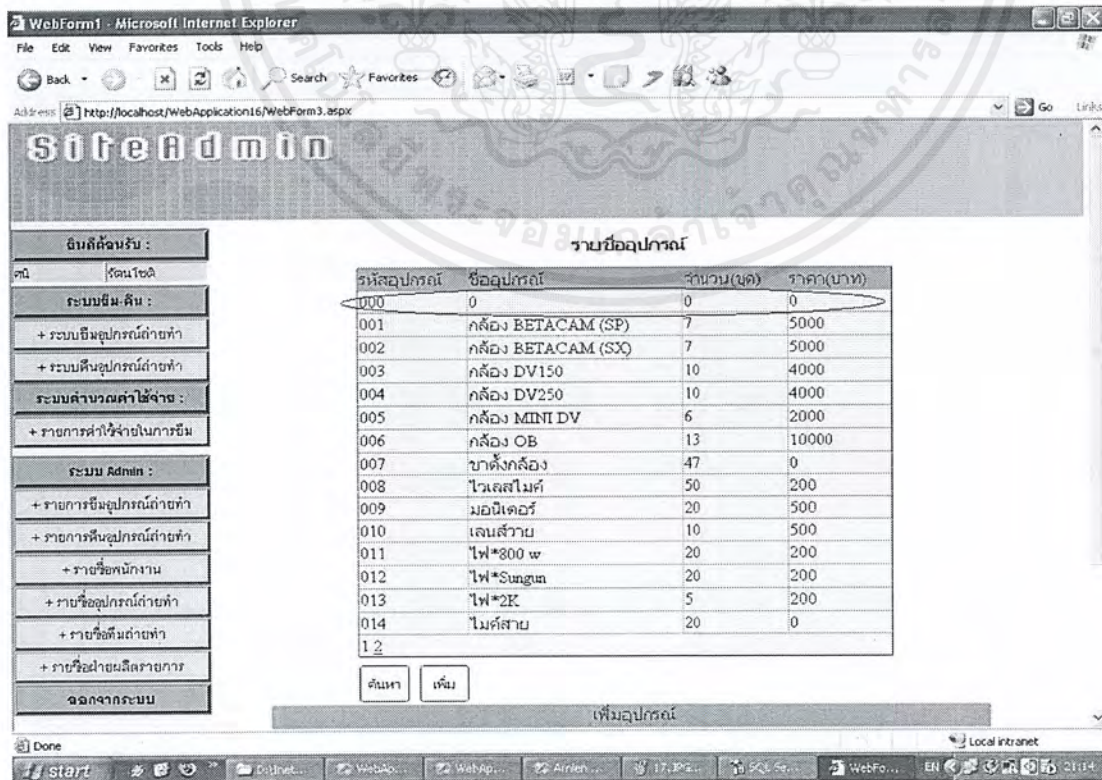 WebForm1 - Microsoft Internet Explorer
File Edit View Favorites Tools Help
Back Search Favorites
Address http://localhost/WebApplication16/WebForm3.aspx Go Links
SiteAdmin
ยินดีต้อนรับ :
ศนิ รัตนโชติ
ระบบยืม-คืน :
+ ระบบยืมอุปกรณ์ถ่ายทำ
+ ระบบคืนอุปกรณ์ถ่ายทำ
ระบบคำนวณค่าใช้จ่าย :
+ รายการค่าใช้จ่ายในการยืม
ระบบ Admin :
+ รายการยืมอุปกรณ์ถ่ายทำ
+ รายการคืนอุปกรณ์ถ่ายทำ
+ รายชื่อพนักงาน
+ รายชื่ออุปกรณ์ถ่ายทำ
+ รายชื่อทีมถ่ายทำ
+ รายชื่อฝ่ายผลิตรายการ
ออกจากระบบ
รายชื่ออุปกรณ์
รหัสอุปกรณ์ ชื่ออุปกรณ์ จำนวน(ชุด) ราคา(บาท)
000 0 0 0
001 กล้อง BETACAM (SP) 7 5000
002 กล้อง BETACAM (SX) 7 5000
003 กล้อง DV150 10 4000
004 กล้อง DV250 10 4000
005 กล้อง MINI DV 6 2000
006 กล้อง OB 13 10000
007 ขาตั้งกล้อง 47 0
008 ไวเลสไมค์ 50 200
009 มอนิเตอร์ 20 500
010 เลนส์วาย 10 500
011 ไฟ*800 w 20 200
012 ไฟ*Sungun 20 200
013 ไฟ*2K 5 200
014 ไมค์สาย 20 0
1 2
ค้นหา เพิ่ม
เพิ่มอุปกรณ์
Done Local intranet
start D:\Inet... WebAp... WebAp... 17.JPG... SQL Se... WebFo... EN 21:14